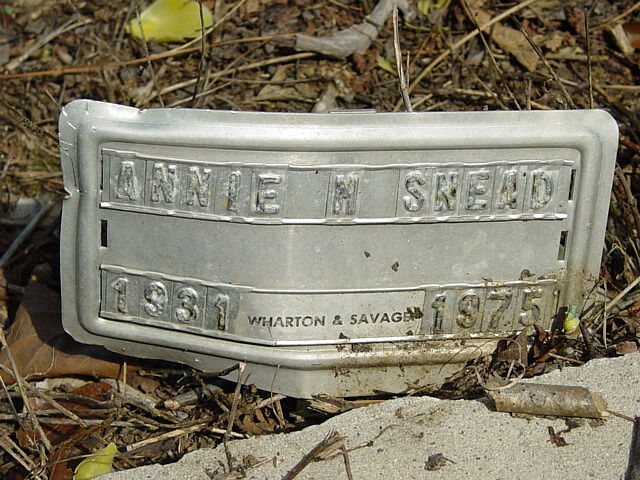 ANNIE M SNEAD
1931 WHARTON & SAVAGE 1975